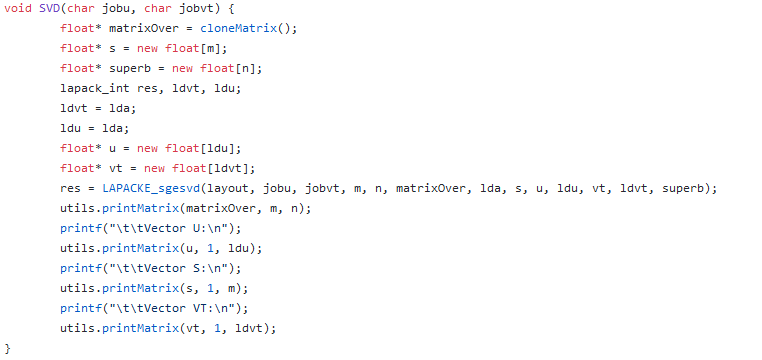 void SVD(char jobu, char jobvt) {
        float* matrixOver = cloneMatrix();
        float* s = new float[m];
        float* superb = new float[n];
        lapack_int res, ldvt, ldu;
        ldvt = lda;
        ldu = lda;
        float* u = new float[ldu];
        float* vt = new float[ldvt];
        res = LAPACKE_sgesvd(layout, jobu, jobvt, m, n, matrixOver, lda, s, u, ldu, vt, ldvt, superb);
        utils.printMatrix(matrixOver, m, n);
        printf("\t\tVector U:\n");
        utils.printMatrix(u, 1, ldu);
        printf("\t\tVector S:\n");
        utils.printMatrix(s, 1, m);
        printf("\t\tVector VT:\n");
        utils.printMatrix(vt, 1, ldvt);
}